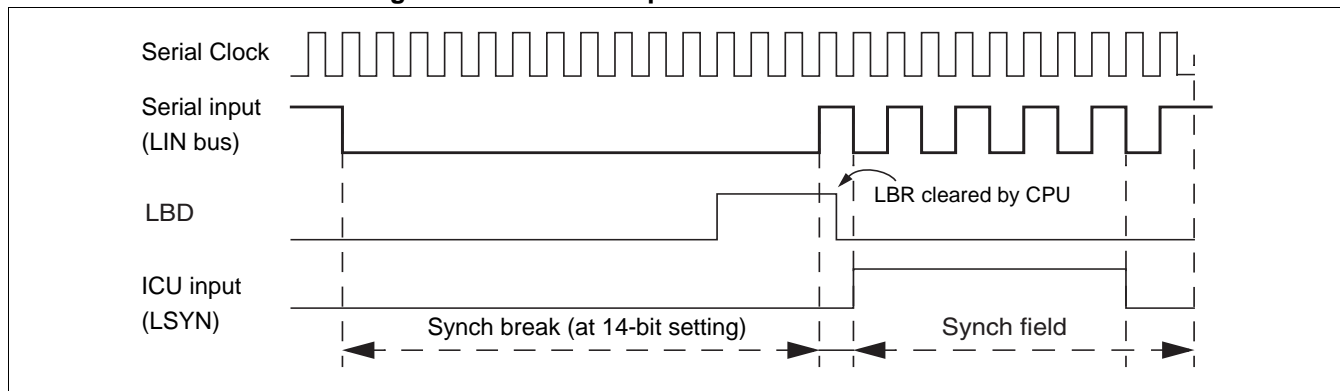 Serial Clock
Serial input
(LIN bus)
LBR cleared by CPU
LBD
ICU input
(LSYN)
Synch break (at 14-bit setting)
Synch field